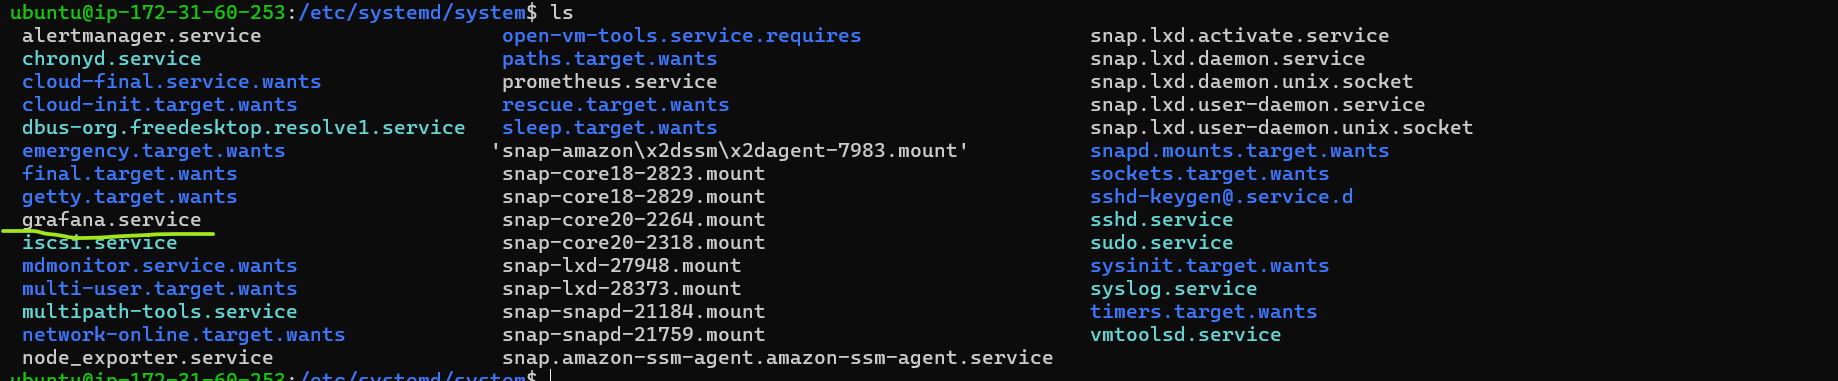 ubuntu@ip-172-31-60-253:/etc/systemd/system$ ls
alertmanager.service open-vm-tools.service.requires snap.lxd.activate.service
chronyd.service paths.target.wants snap.lxd.daemon.service
cloud-final.service.wants prometheus.service snap.lxd.daemon.unix.socket
cloud-init.target.wants rescue.target.wants snap.lxd.user-daemon.service
dbus-org.freedesktop.resolve1.service sleep.target.wants snap.lxd.user-daemon.unix.socket
emergency.target.wants 'snap-amazon\x2dssm\x2dagent-7983.mount' snapd.mounts.target.wants
final.target.wants snap-core18-2823.mount sockets.target.wants
getty.target.wants snap-core18-2829.mount sshd-keygen@.service.d
grafana.service snap-core20-2264.mount sshd.service
iscsi.service snap-core20-2318.mount sudo.service
mdmonitor.service.wants snap-lxd-27948.mount sysinit.target.wants
multi-user.target.wants snap-lxd-28373.mount syslog.service
multipath-tools.service snap-snapd-21184.mount timers.target.wants
network-online.target.wants snap-snapd-21759.mount vmtoolsd.service
node_exporter.service snap.amazon-ssm-agent.amazon-ssm-agent.service
ubuntu@ip-172-31-60-253:/etc/systemd/system$